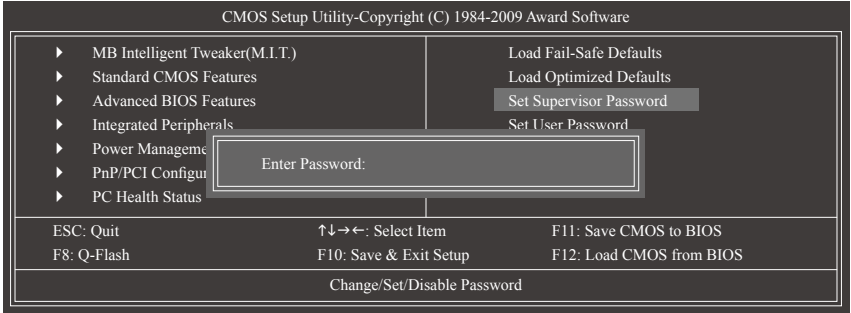 CMOS Setup Utility-Copyright (C) 1984-2009 Award Software
MB Intelligent Tweaker(M.I.T.)
Standard CMOS Features
Advanced BIOS Features
Integrated Peripherals
Power Manageme
PnP/PCI Configur
PC Health Status
Load Fail-Safe Defaults
Load Optimized Defaults
Set Supervisor Password
Set User Password
Enter Password:
ESC: Quit ↑↓→←: Select Item F11: Save CMOS to BIOS
F8: Q-Flash F10: Save & Exit Setup F12: Load CMOS from BIOS
Change/Set/Disable Password